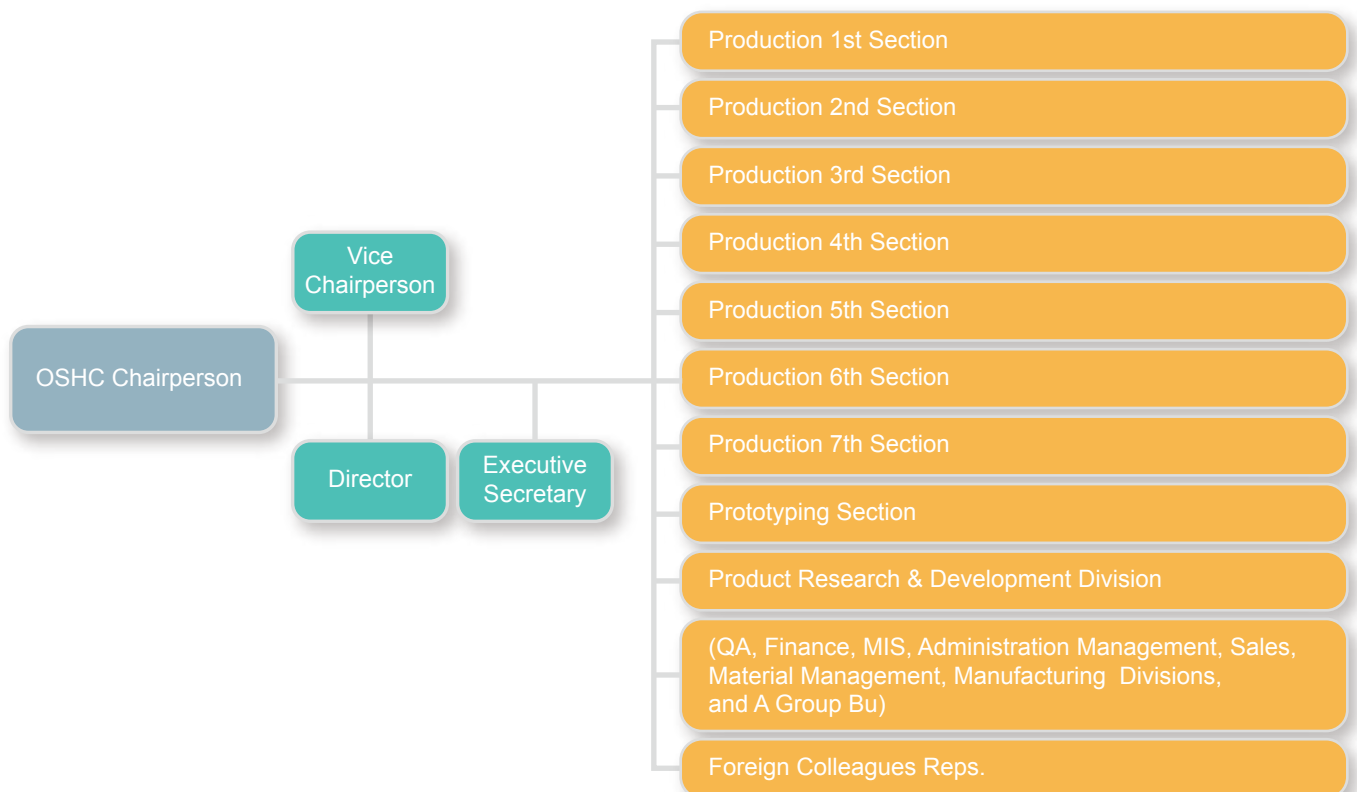 OSHC Chairperson
Vice
Chairperson
Director
Executive
Secretary
Production 1st Section
Production 2nd Section
Production 3rd Section
Production 4th Section
Production 5th Section
Production 6th Section
Production 7th Section
Prototyping Section
Product Research & Development Division
(QA, Finance, MIS, Administration Management, Sales,
Material Management, Manufacturing  Divisions,
and A Group Bu)
Foreign Colleagues Reps.